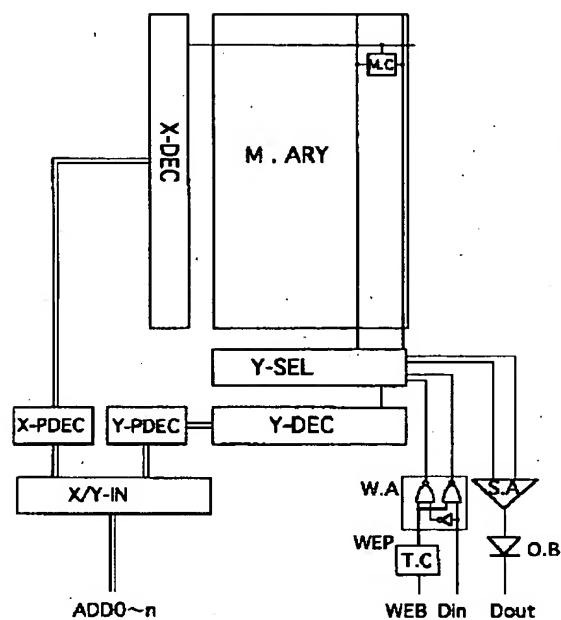 M.C
X-DEC
M . ARY
Y-SEL
X-PDEC
Y-PDEC
Y-DEC
X/Y-IN
W.A
S.A
WEP
T.C
O.B
ADD0~n
WEB
Din
Dout